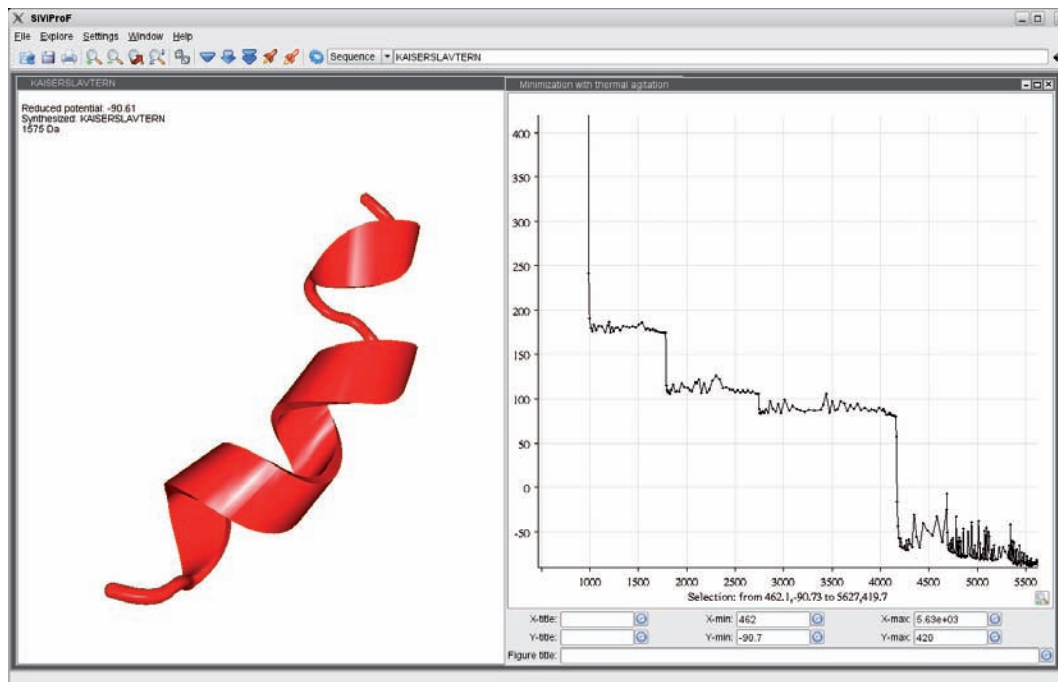 SiViProF
File Explore Settings Window Help
Sequence KAISERSLAVTERN
KAISERSLAVTERN
Reduced potential: -90.61
Synthesized: KAISERSLAVTERN
1575 Da
Minimization with thermal agitation
400
350
300
250
200
150
100
50
0
-50
1000 1500 2000 2500 3000 3500 4000 4500 5000 5500
Selection: from 462.1,-90.73 to 5627,419.7
X-title: X-min: 462 X-max: 5.63e+03
Y-title: Y-min: -90.7 Y-max: 420
Figure title: